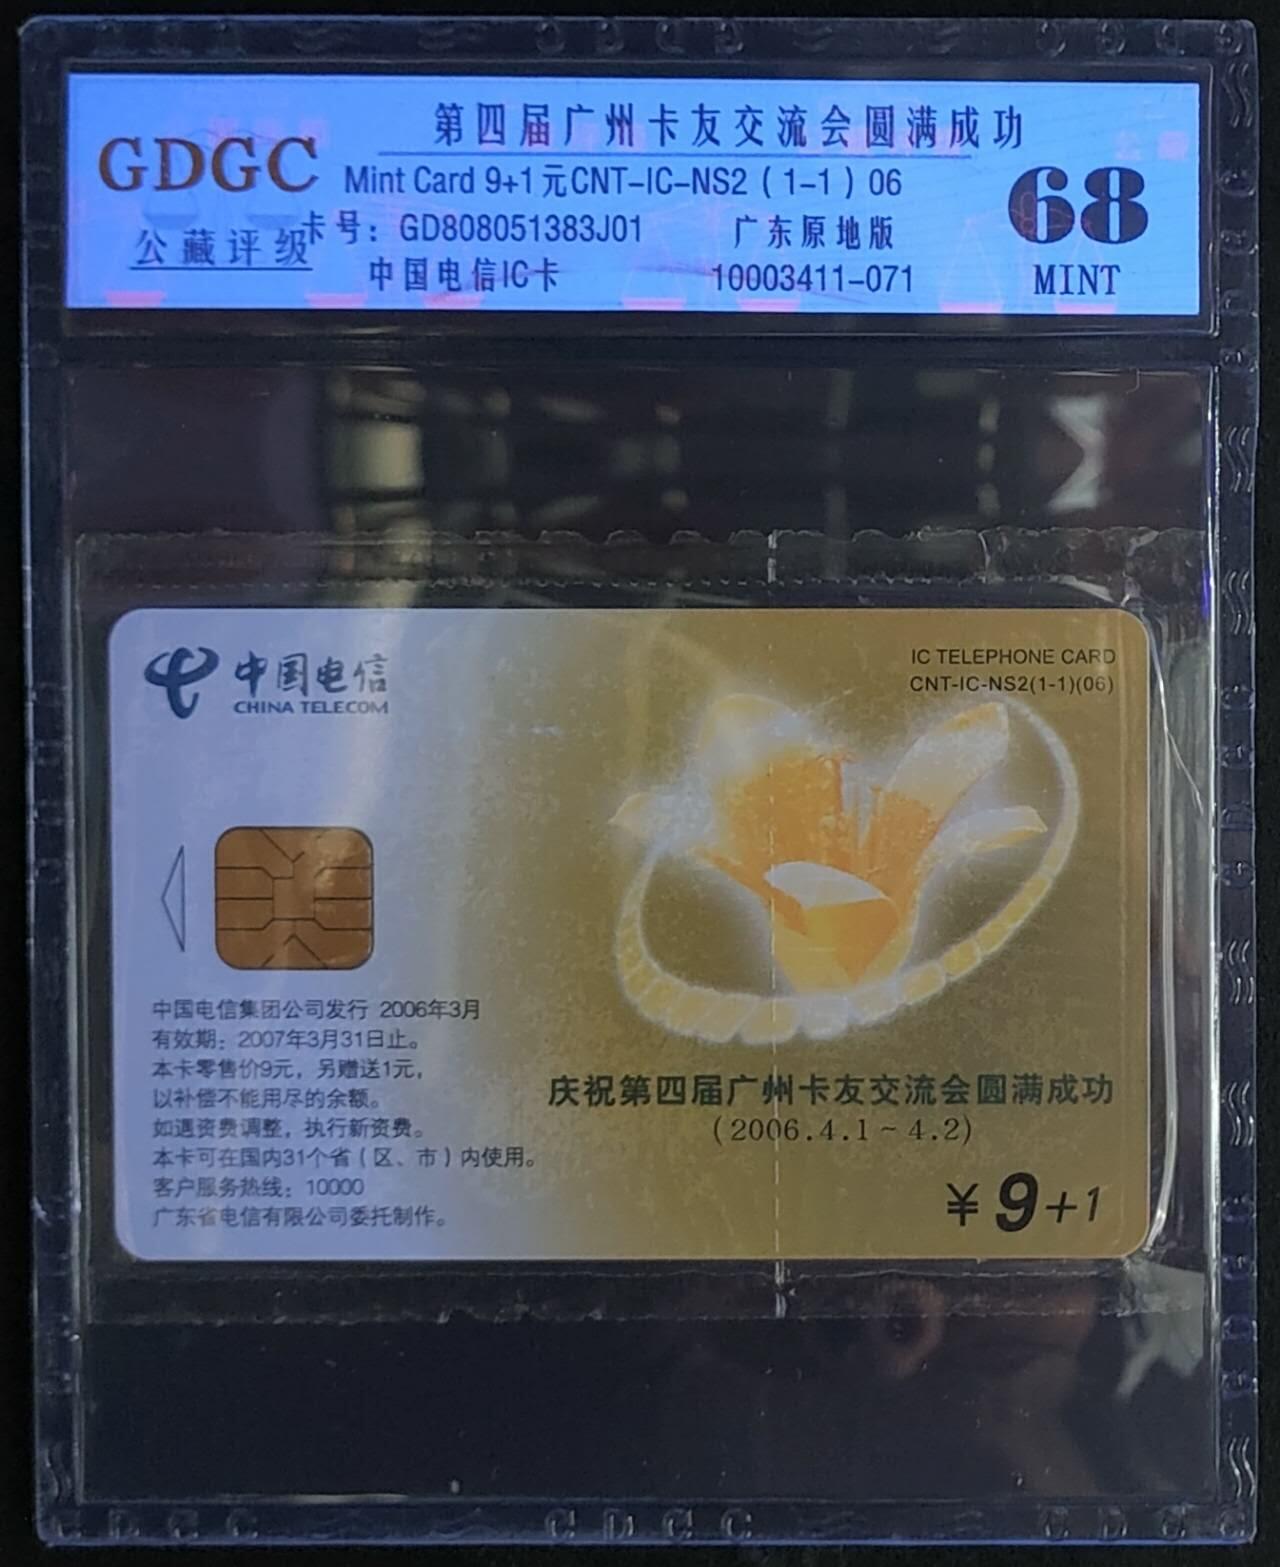 第四届广州卡友交流会圆满成功
GDGC
Mint Card 9+1元CNT-IC-NS2 (1-1) 06
68
公藏评级
卡号：GD808051383J01 广东原地版
中国电信IC卡 10003411-071
MINT
中国电信
CHINA TELECOM
IC TELEPHONE CARD
CNT-IC-NS2(1-1)(06)
中国电信集团公司发行 2006年3月
有效期：2007年3月31日止。
本卡零售价9元，另赠送1元，
以补偿不能用尽的余额。
如遇资费调整，执行新资费。
本卡可在国内31个省（区、市）内使用。
客户服务热线：10000
广东省电信有限公司委托制作。
庆祝第四届广州卡友交流会圆满成功
(2006.4.1~4.2)
¥9+1
GDGC